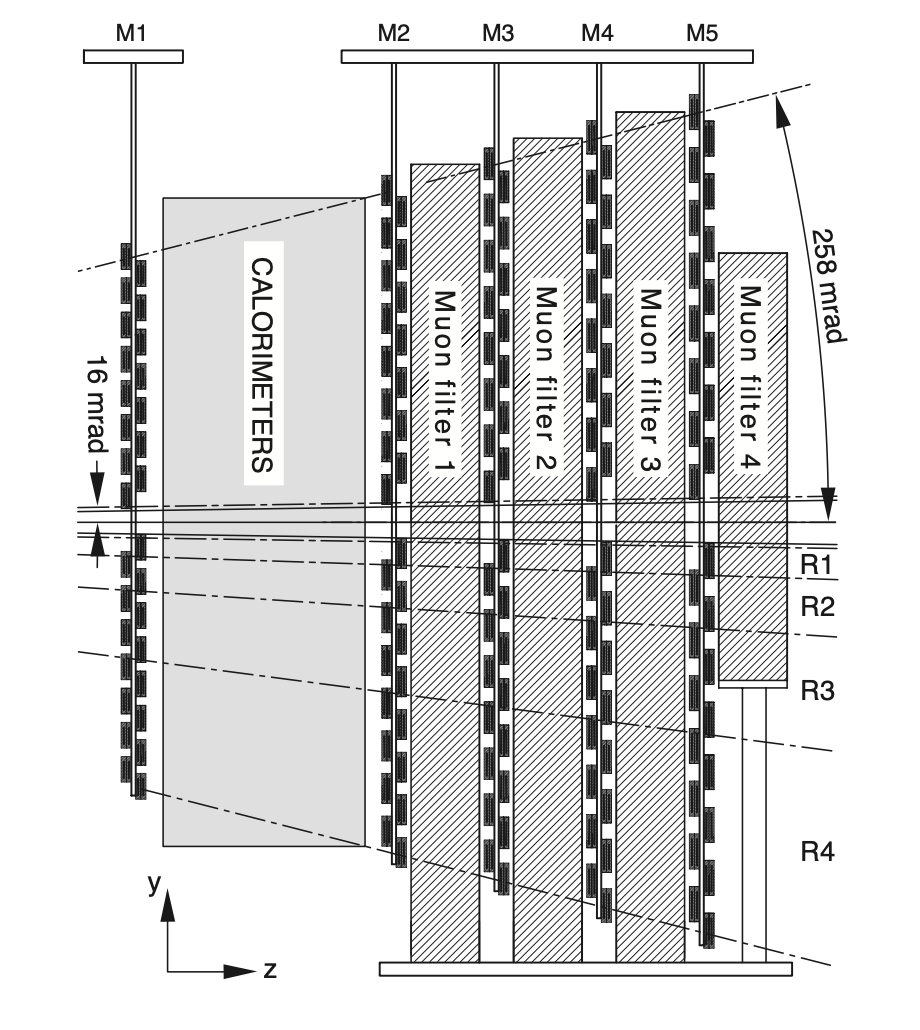 M1
M2
M3
M4
M5
CALORIMETERS
Muon filter 1
Muon filter 2
Muon filter 3
Muon filter 4
258 mrad
16 mrad
R1
R2
R3
R4
y
z